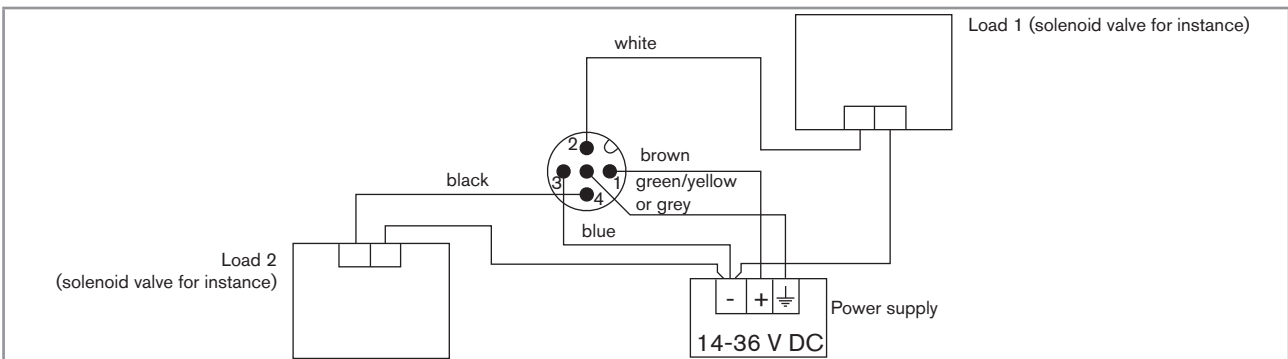 Load 1 (solenoid valve for instance)
white
2
brown
3
1
green/yellow
or grey
black
4
blue
Load 2
(solenoid valve for instance)
- +
Power supply
14-36 V DC